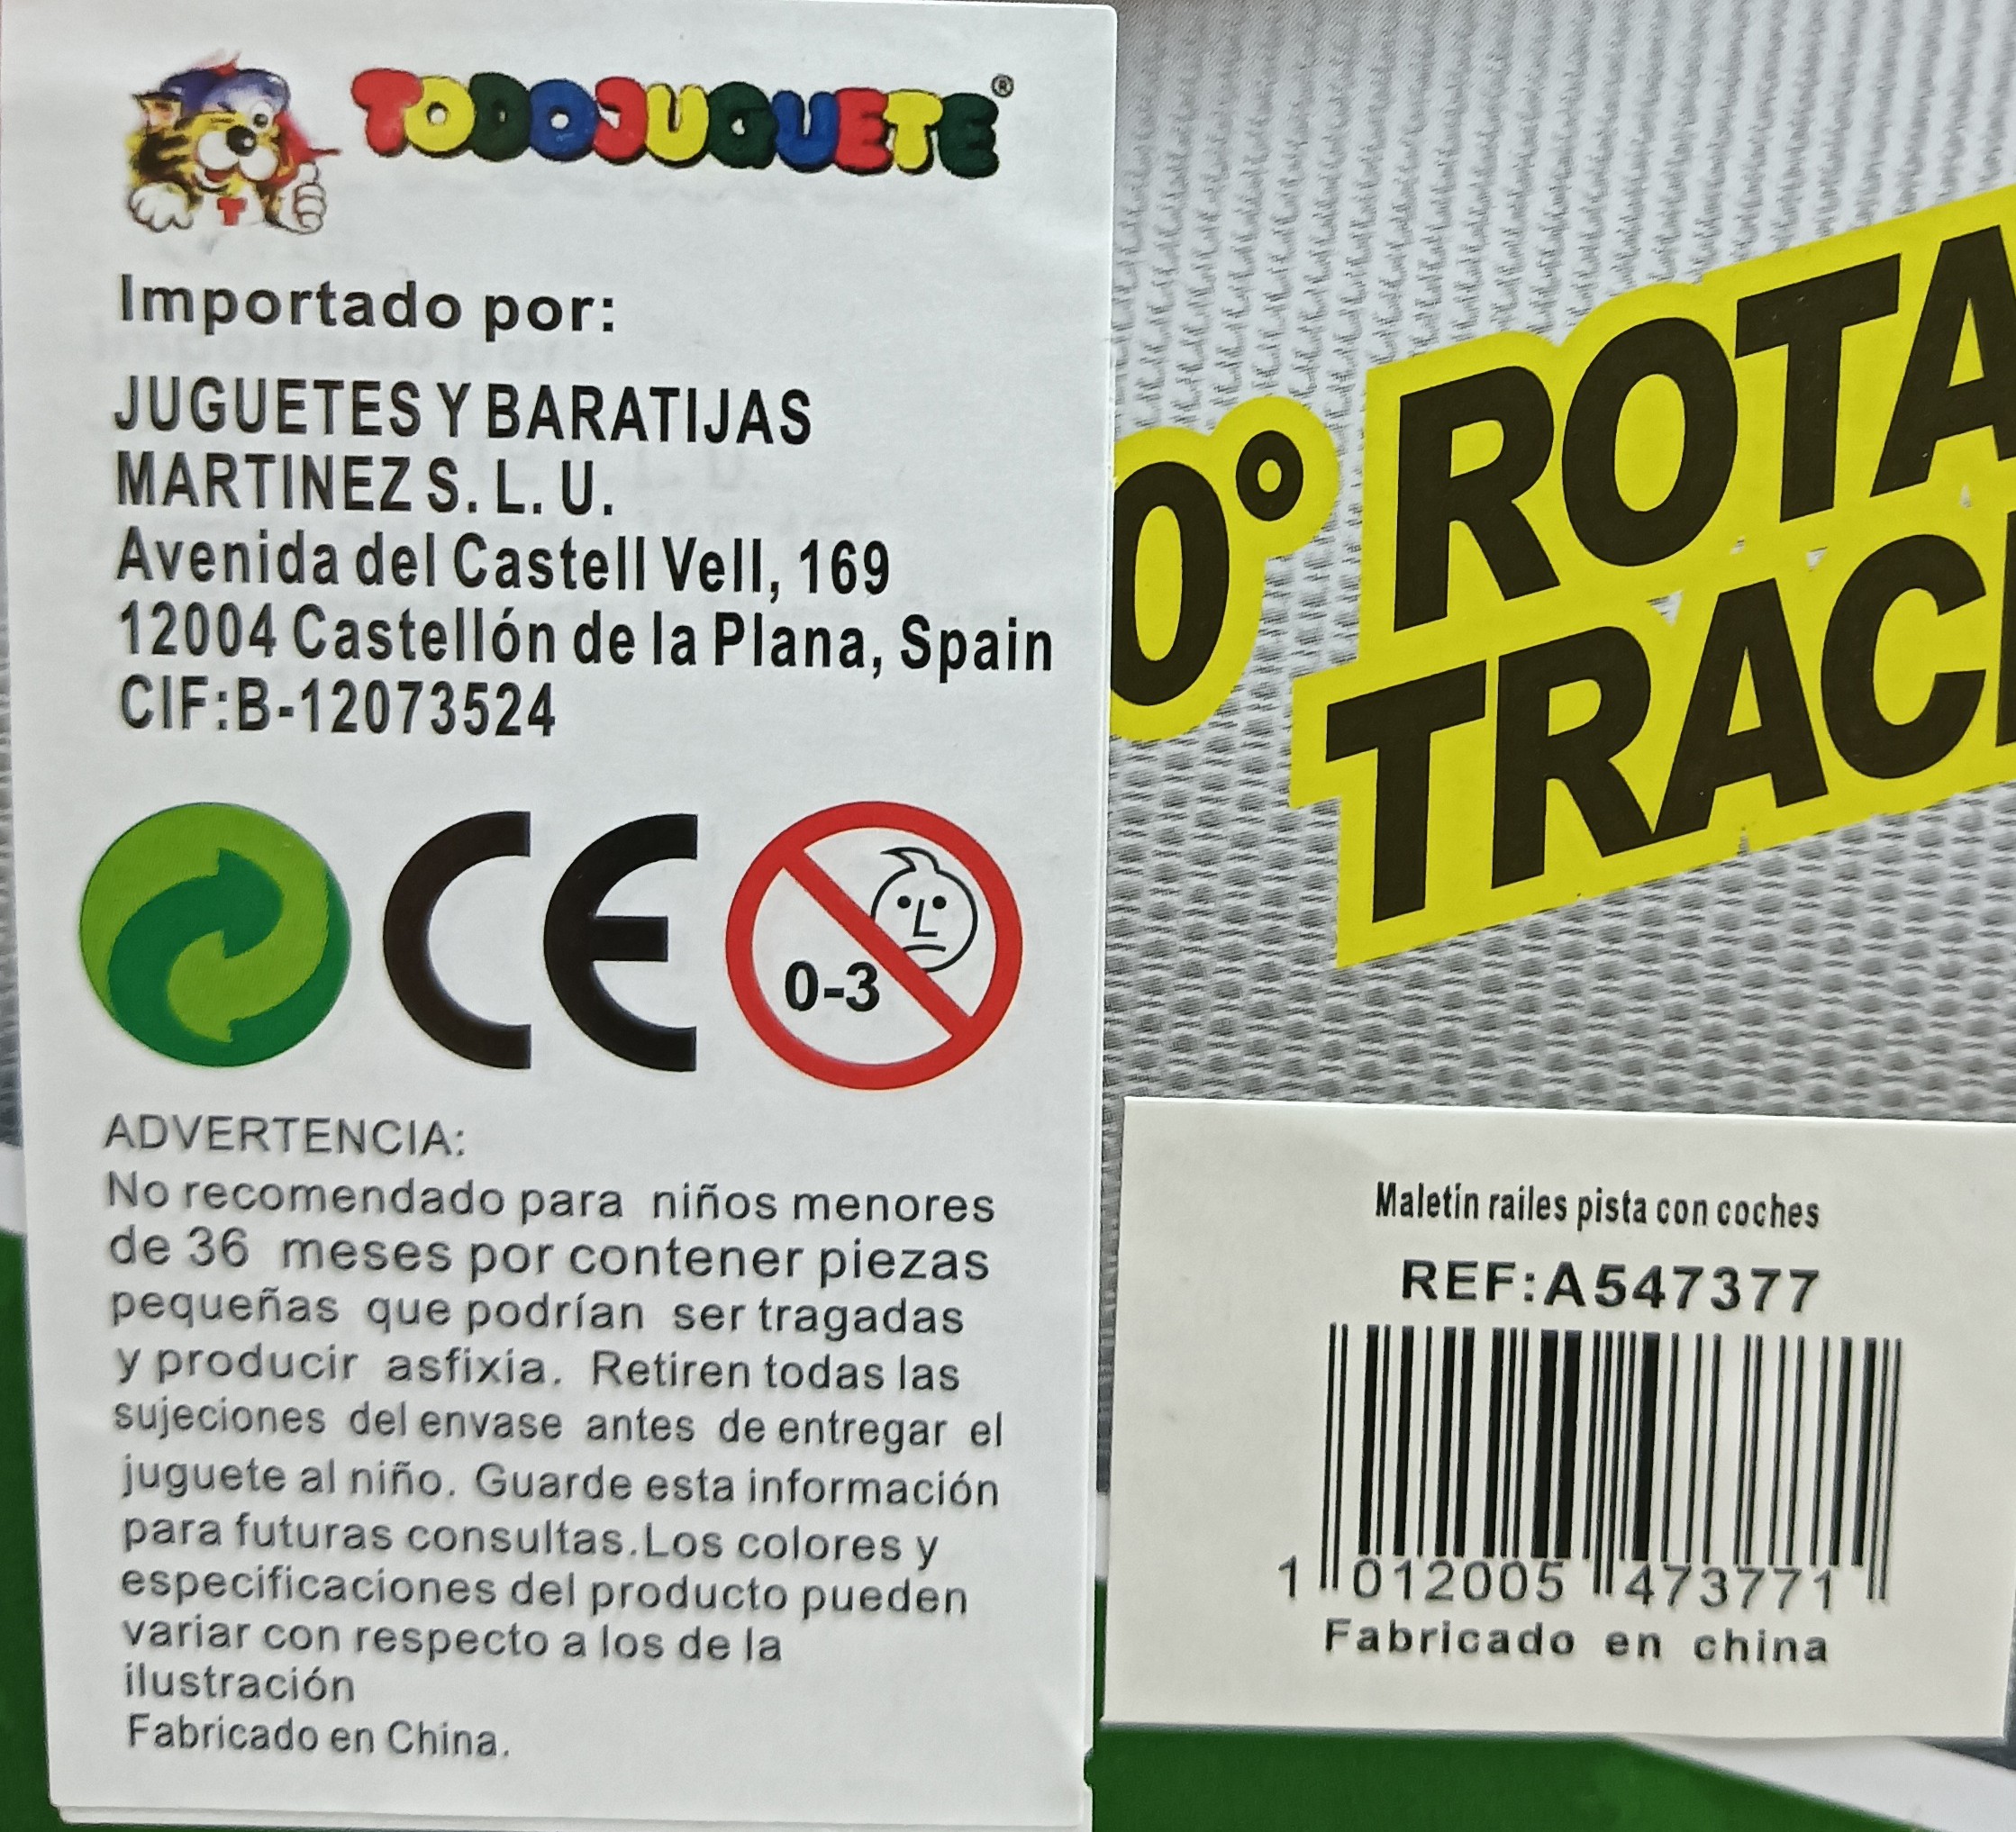 TODOJUGUETE®
Importado por:
JUGUETES Y BARATIJAS
MARTINEZ S. L. U.
Avenida del Castell Vell, 169
12004 Castellón de la Plana, Spain
CIF:B-12073524
CE
0-3
ADVERTENCIA:
No recomendado para niños menores
de 36 meses por contener piezas
pequeñas que podrían ser tragadas
y producir asfixia. Retiren todas las
sujeciones del envase antes de entregar el
juguete al niño. Guarde esta información
para futuras consultas.Los colores y
especificaciones del producto pueden
variar con respecto a los de la
ilustración
Fabricado en China.
0° ROTA
TRAC
Maletin railes pista con coches
REF:A547377
1 012005 473771
Fabricado en china